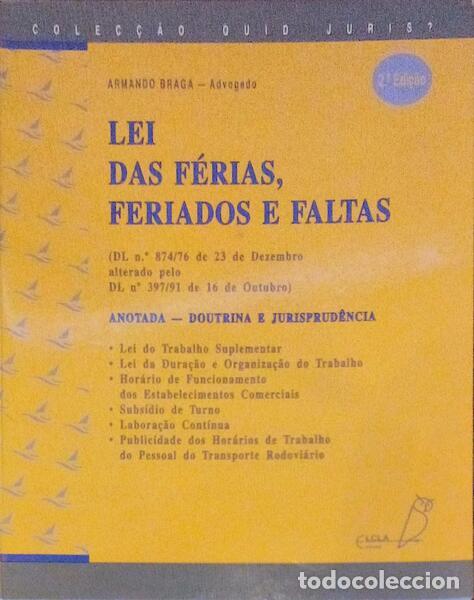 COLECÇÃO QUID JURIS?
ARMANDO BRAGA — Advogado
2.ª Edição
LEI
DAS FÉRIAS,
FERIADOS E FALTAS
(DL n.º 874/76 de 23 de Dezembro
alterado pelo
DL nº 397/91 de 16 de Outubro)
ANOTADA — DOUTRINA E JURISPRUDÊNCIA
• Lei do Trabalho Suplementar
• Lei da Duração e Organização do Trabalho
• Horário de Funcionamento
dos Estabelecimentos Comerciais
• Subsídio de Turno
• Laboração Contínua
• Publicidade dos Horários de Trabalho
do Pessoal do Transporte Rodoviário
ELCLA
todocoleccion